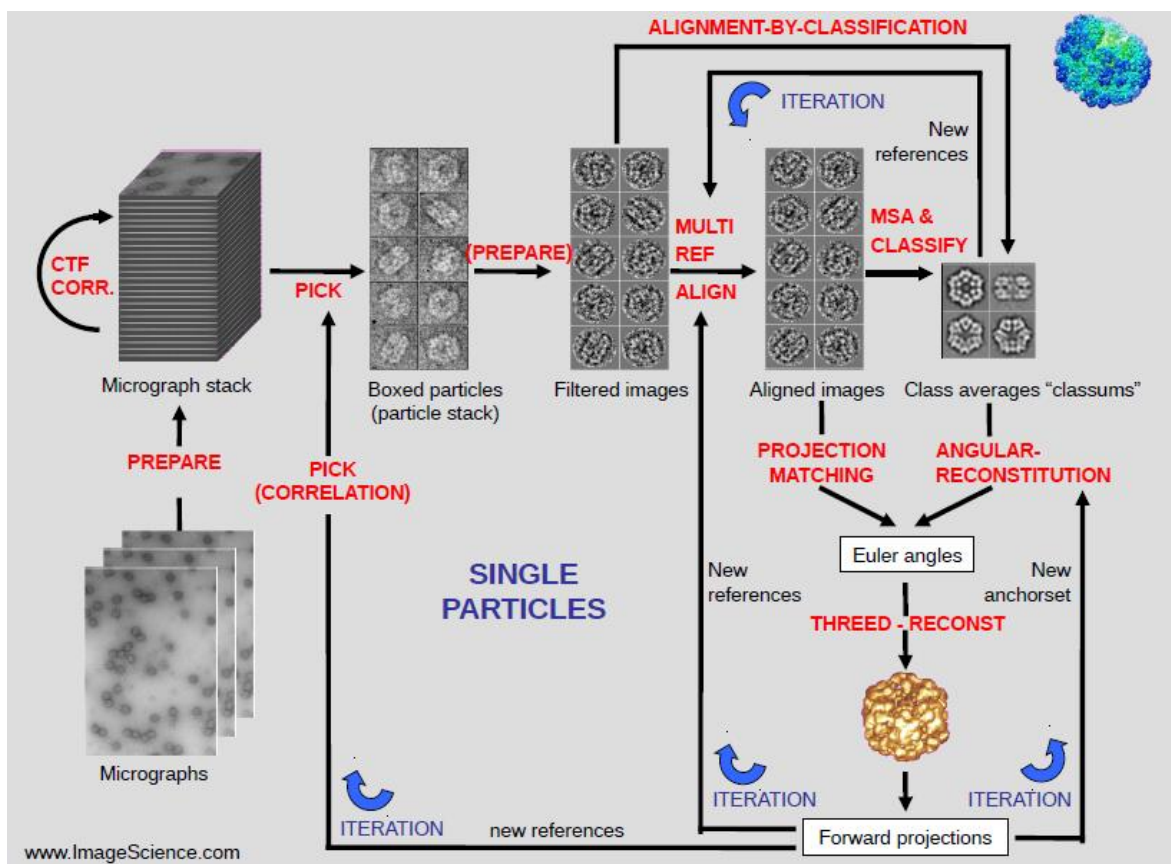 ALIGNMENT-BY-CLASSIFICATION
ITERATION
New
references
CTF
CORR.
PICK
(PREPARE)
MULTI
REF
ALIGN
MSA &
CLASSIFY
Micrograph stack
Boxed particles
(particle stack)
Filtered images
Aligned images
Class averages “classums”
PREPARE
PICK
(CORRELATION)
PROJECTION
MATCHING
ANGULAR-
RECONSTITUTION
Euler angles
SINGLE
PARTICLES
New
references
New
anchorset
THREED - RECONST
Micrographs
ITERATION
new references
ITERATION
ITERATION
Forward projections
www.ImageScience.com